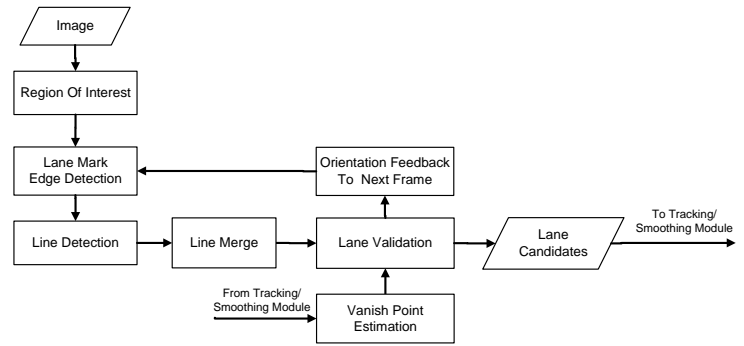 Image
Region Of Interest
Lane Mark
Edge Detection
Orientation Feedback
To Next Frame
Line Detection
Line Merge
Lane Validation
Lane
Candidates
To Tracking/
Smoothing Module
From Tracking/
Smoothing Module
Vanish Point
Estimation